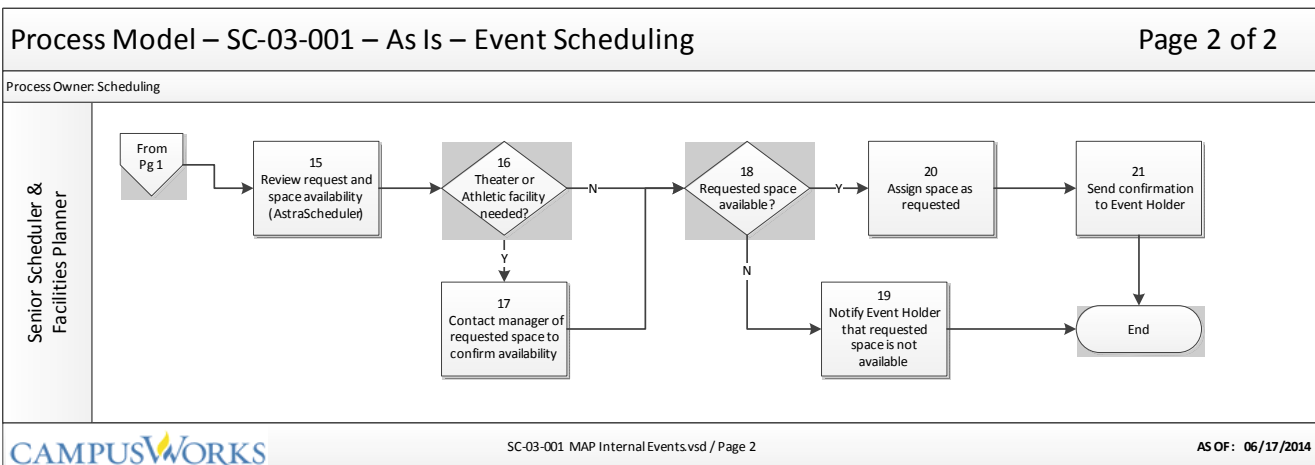 Process Model – SC-03-001 – As Is – Event Scheduling
Page 2 of 2
Process Owner: Scheduling
Senior Scheduler &
Facilities Planner
From
Pg 1
15
Review request and
space availability
(AstraScheduler)
16
Theater or
Athletic facility
needed?
N
Y
17
Contact manager of
requested space to
confirm availability
18
Requested space
available?
Y
N
19
Notify Event Holder
that requested
space is not
available
20
Assign space as
requested
21
Send confirmation
to Event Holder
End
CAMPUSWORKS
SC-03-001 MAP Internal Events.vsd / Page 2
AS OF: 06/17/2014